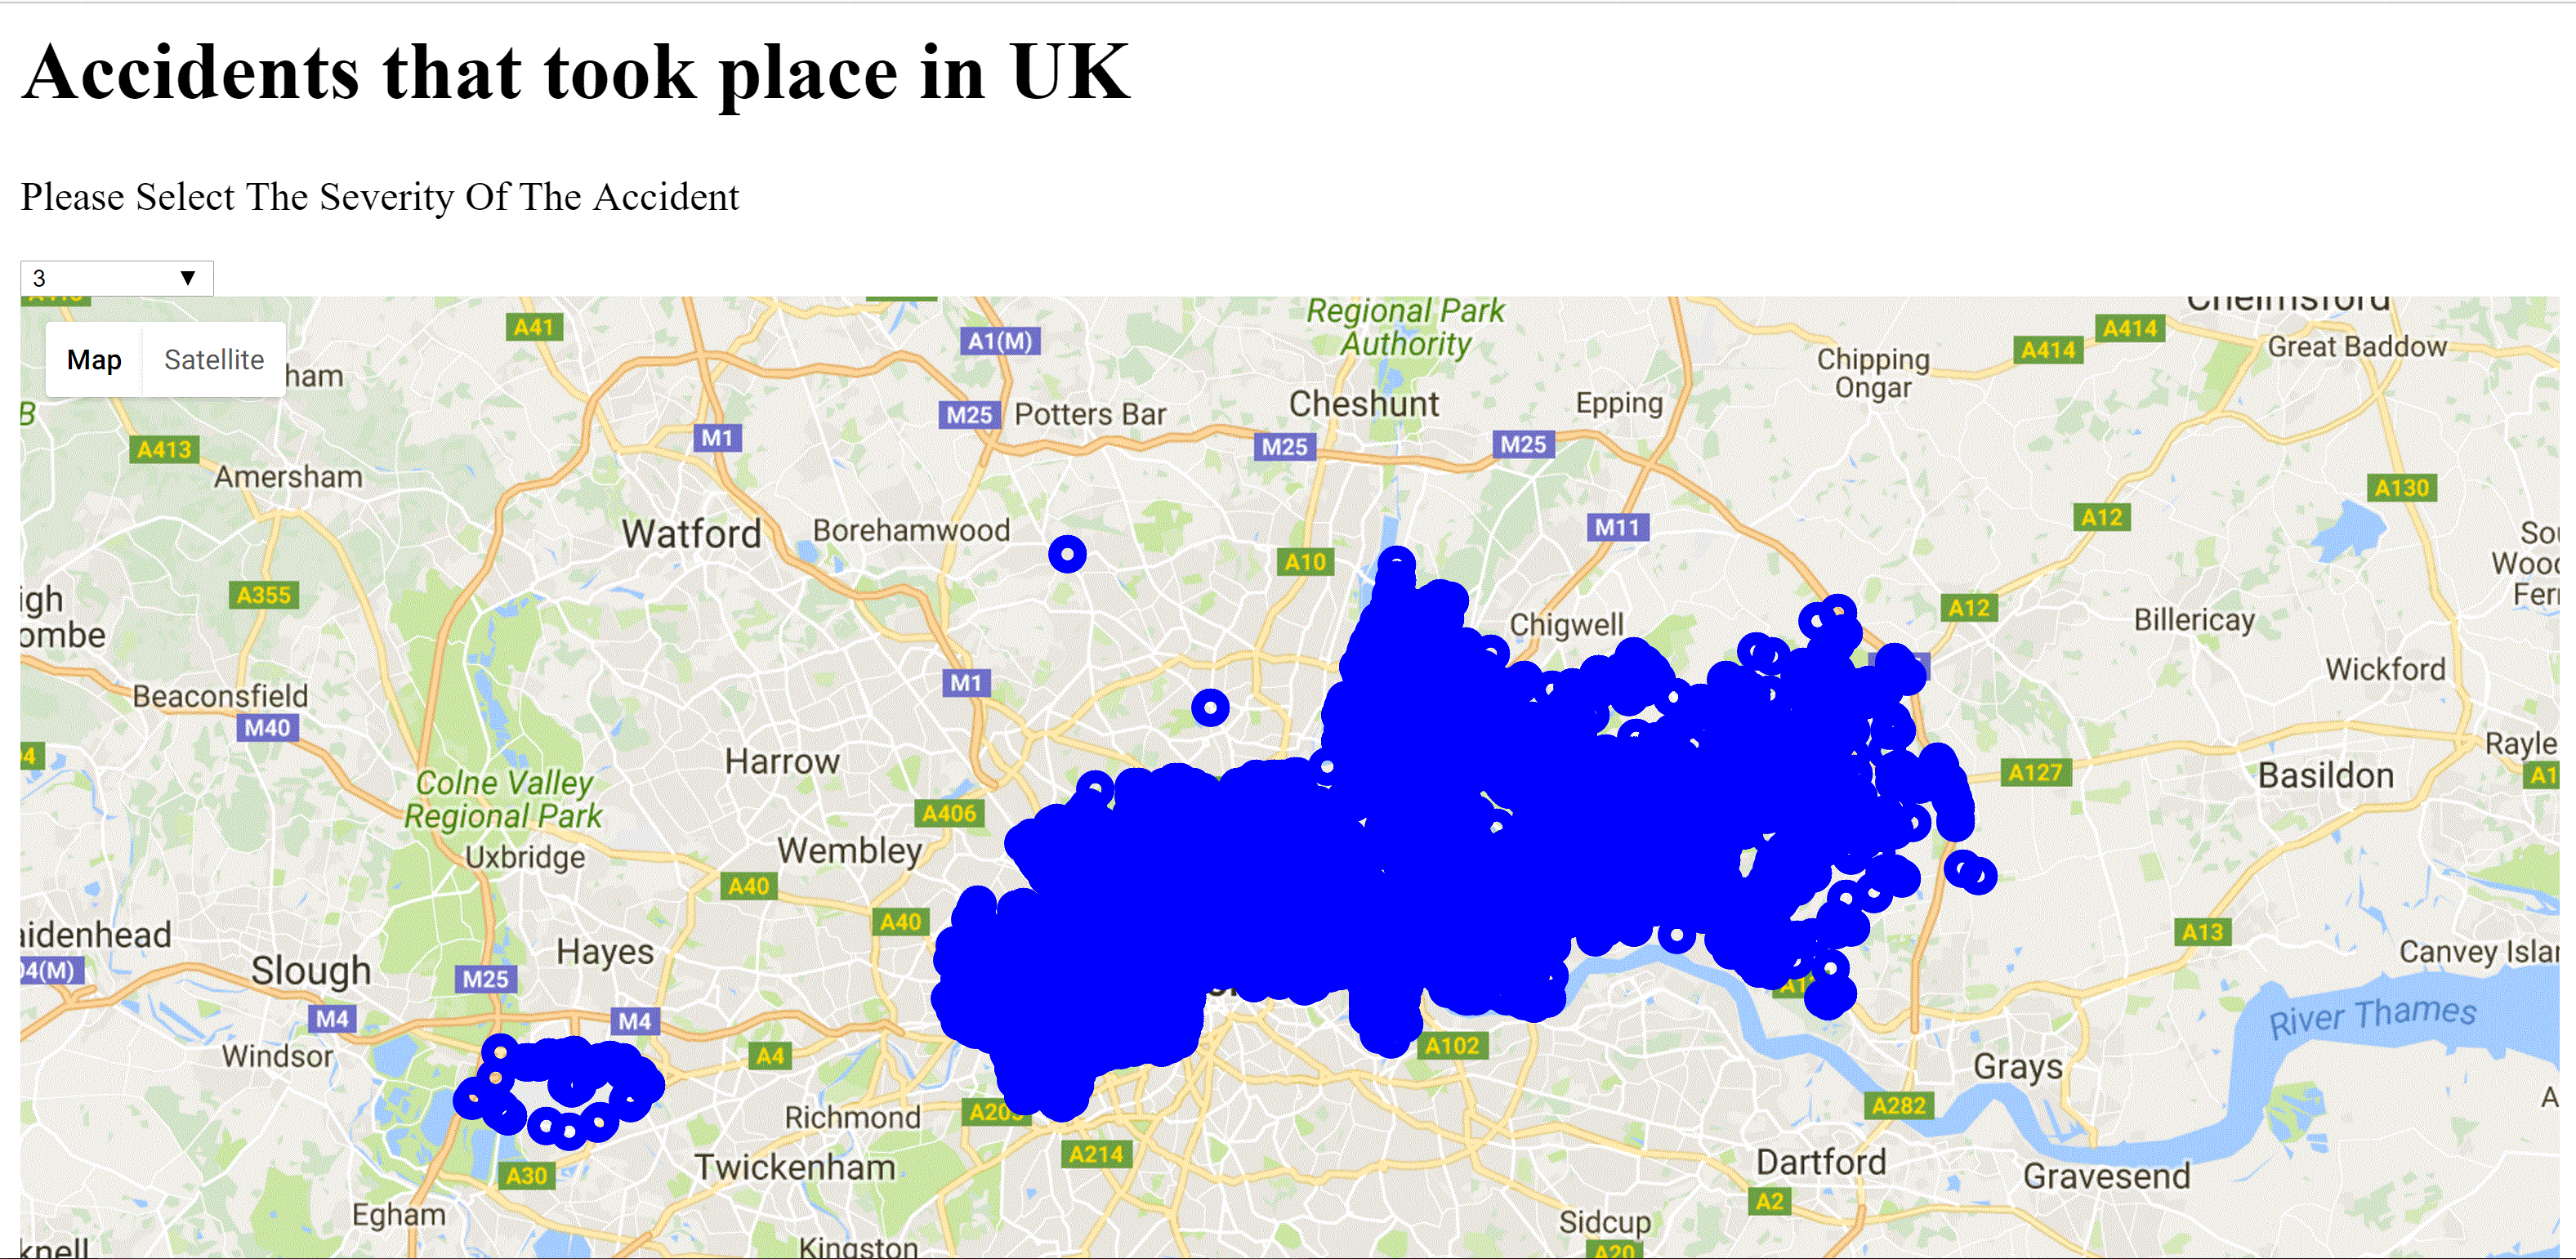 Accidents that took place in UK
Please Select The Severity Of The Accident
3
Map Satellite
ham
A41
A1(M)
Regional Park
Authority
Chelmsford
A414
A414
Great Baddow
Chipping
Ongar
M25
Potters Bar
Cheshunt
Epping
M1
M25
M25
A413
Amersham
A130
A12
M11
Watford
Borehamwood
A10
A355
igh
ombe
A12
Chigwell
Billericay
Wickford
Beaconsfield
M40
M1
Harrow
Rayle
A127
Basildon
A1
Colne Valley
Regional Park
A406
Wembley
Uxbridge
A40
A40
aidenhead
A13
Hayes
Slough
M25
Canvey Islan
04(M)
M4
M4
River Thames
Windsor
A4
A102
Grays
Richmond
A282
A214
Twickenham
A30
Dartford
Gravesend
A2
Egham
Sidcup
A20
Kingston
knell